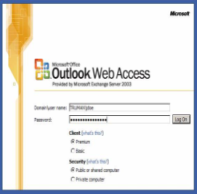 Microsoft
Microsoft Office
Outlook Web Access
Provided by Microsoft Exchange Server 2003
Domain\user name:
Password: •••••••••••••• Log On
Client (what's this?)
Premium
Basic
Security (what's this?)
Public or shared computer
Private computer